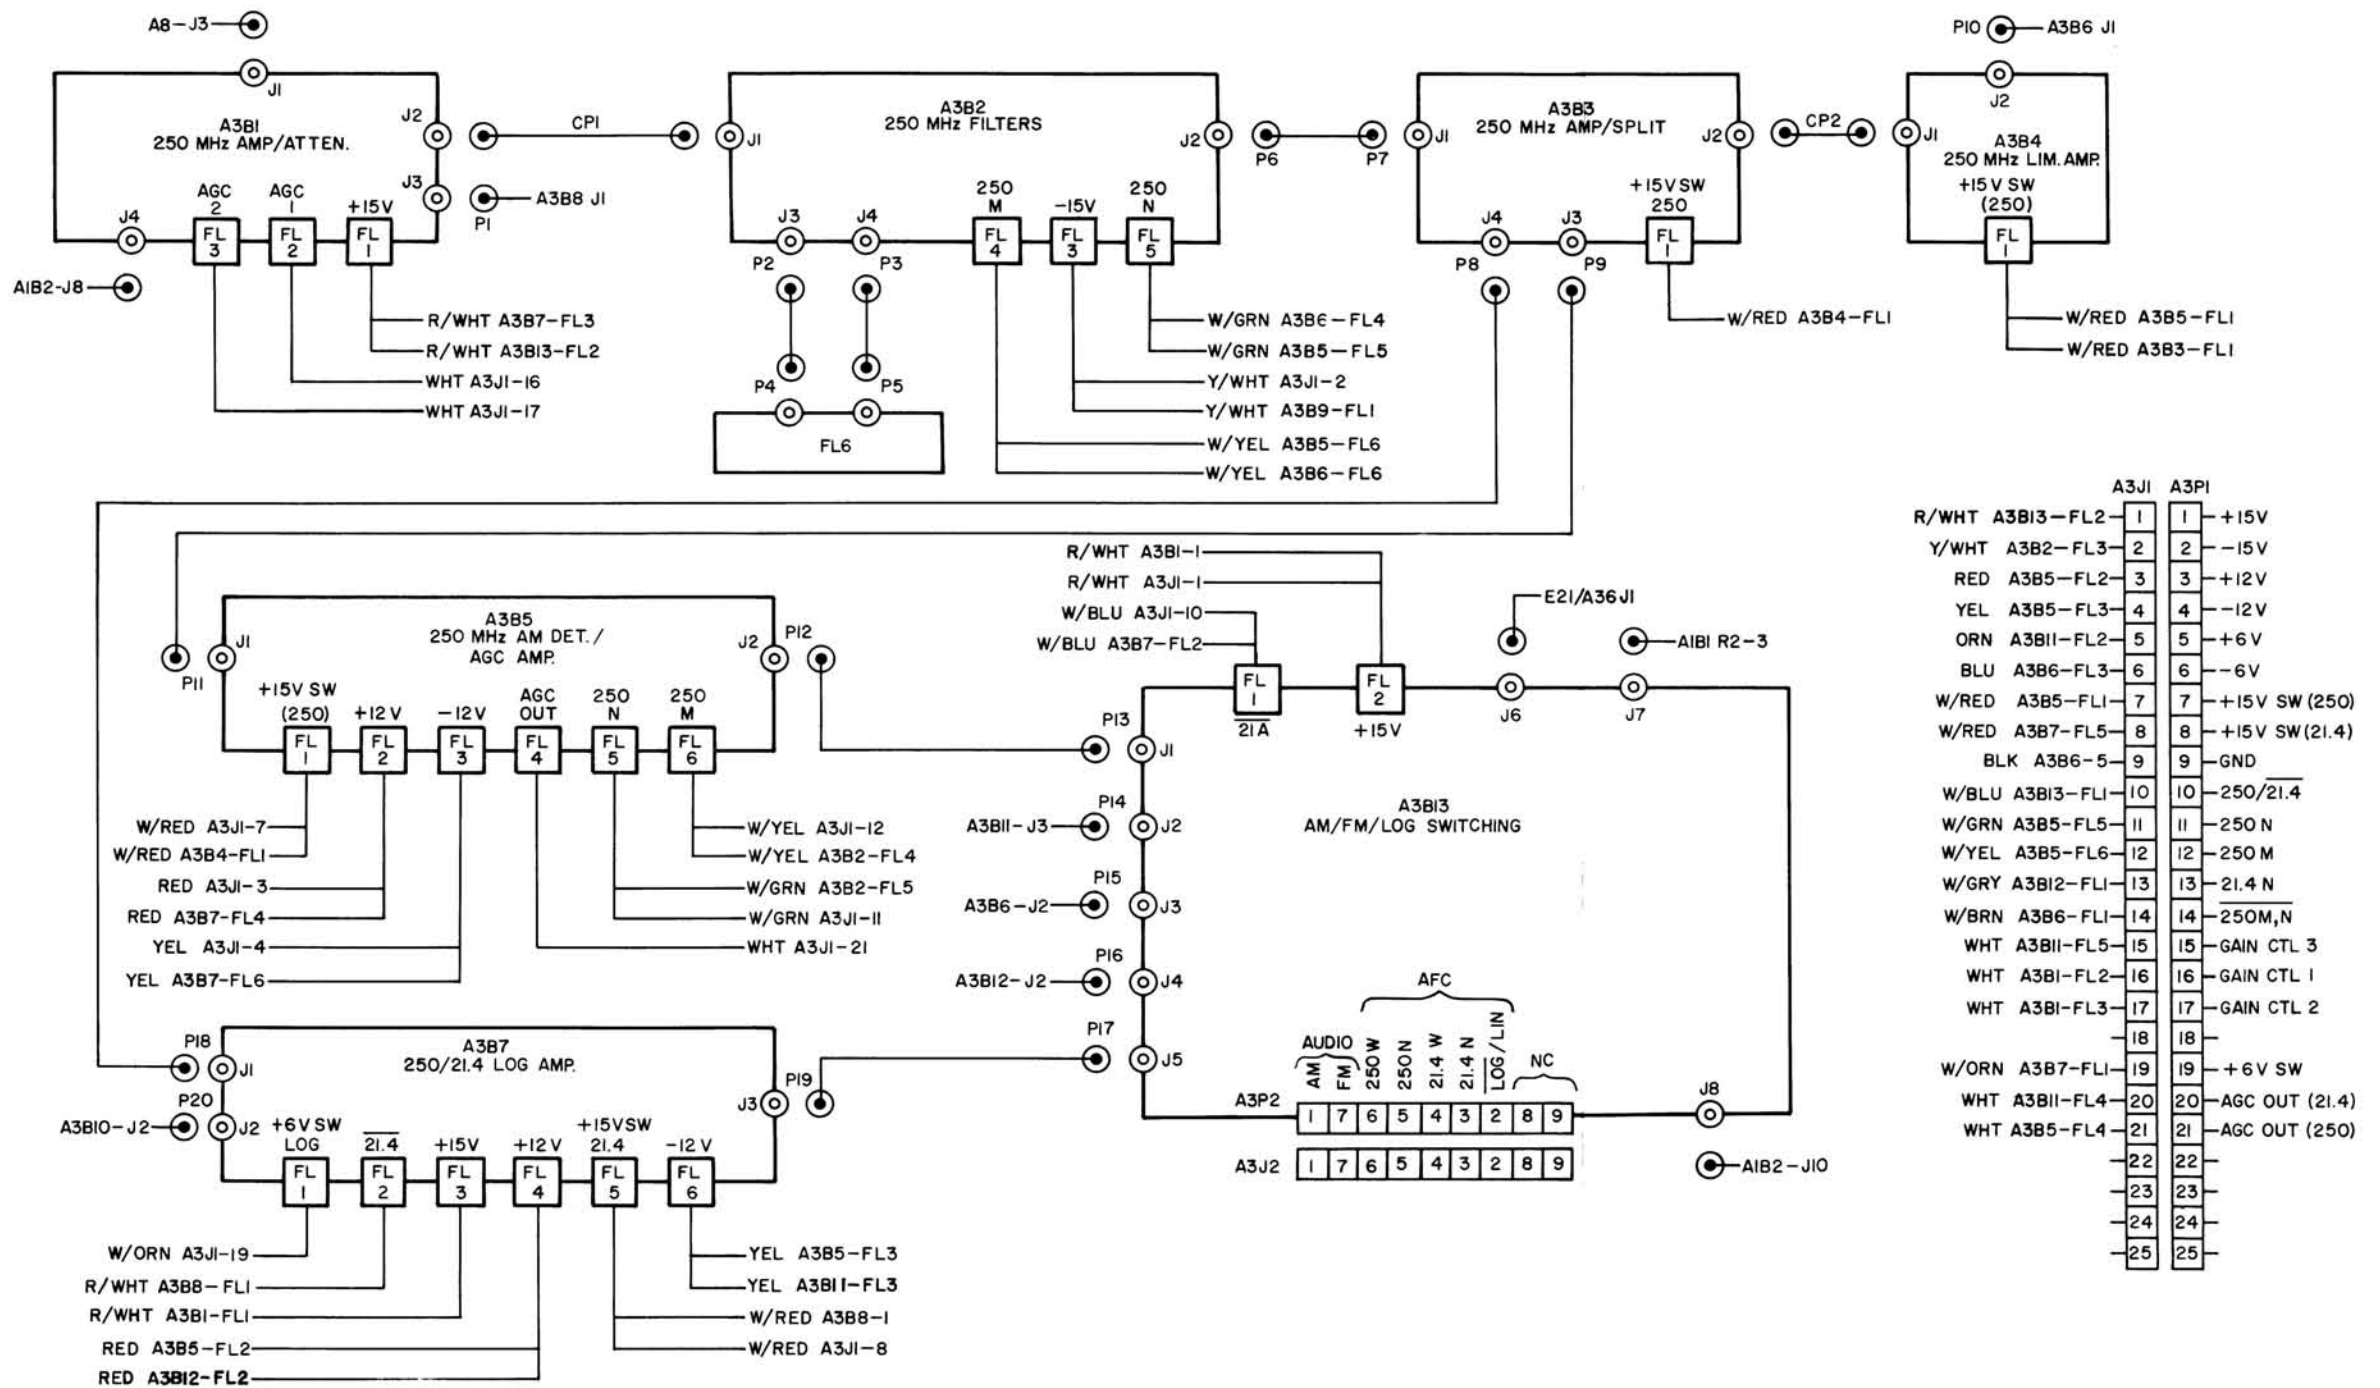 A8-J3
J1
A3B1
250 MHz AMP/ATTEN.
J2
J3
J4
AGC 2
AGC 1
+15V
FL 3
FL 2
FL 1
A1B2-J8
P1
A3B8 J1
R/WHT A3B7-FL3
R/WHT A3B13-FL2
WHT A3J1-16
WHT A3J1-17
CP1
J1
A3B2
250 MHz FILTERS
J2
J3
J4
250 M
-15V
250 N
FL 4
FL 3
FL 5
P2
P3
P4
P5
FL6
W/GRN A3B6-FL4
W/GRN A3B5-FL5
Y/WHT A3J1-2
Y/WHT A3B9-FL1
W/YEL A3B5-FL6
W/YEL A3B6-FL6
P6
P7
J1
A3B3
250 MHz AMP/SPLIT
J2
J4
J3
+15V SW 250
FL 1
P8
P9
W/RED A3B4-FL1
CP2
P10
A3B6 J1
J2
J1
A3B4
250 MHz LIM. AMP.
+15V SW (250)
FL 1
W/RED A3B5-FL1
W/RED A3B3-FL1
P11
J1
A3B5
250 MHz AM DET./
AGC AMP.
J2
P12
+15V SW (250)
+12V
-12V
AGC OUT
250 N
250 M
FL 1
FL 2
FL 3
FL 4
FL 5
FL 6
W/RED A3J1-7
W/RED A3B4-FL1
RED A3J1-3
RED A3B7-FL4
YEL A3J1-4
YEL A3B7-FL6
W/YEL A3J1-12
W/YEL A3B2-FL4
W/GRN A3B2-FL5
W/GRN A3J1-11
WHT A3J1-21
P18
J1
P20
A3B10-J2
J2
A3B7
250/21.4 LOG AMP.
J3
P19
+6V SW LOG
21.4
+15V
+12V
+15VSW 21.4
-12V
FL 1
FL 2
FL 3
FL 4
FL 5
FL 6
W/ORN A3J1-19
R/WHT A3B8-FL1
R/WHT A3B1-FL1
RED A3B5-FL2
RED A3B12-FL2
YEL A3B5-FL3
YEL A3B11-FL3
W/RED A3B8-1
W/RED A3J1-8
R/WHT A3B1-1
R/WHT A3J1-1
W/BLU A3J1-10
W/BLU A3B7-FL2
FL 1
21A
FL 2
+15V
E21/A36J1
J6
A1B1 R2-3
J7
A3B13
AM/FM/LOG SWITCHING
P13
J1
P14
A3B11-J3
J2
P15
A3B6-J2
J3
P16
A3B12-J2
J4
P17
J5
AUDIO
AFC
NC
AM
FM
250W
250N
21.4 W
21.4 N
LOG/LIN
A3P2
1 7 6 5 4 3 2 8 9
A3J2
1 7 6 5 4 3 2 8 9
J8
A1B2-J10
A3J1 A3P1
R/WHT A3B13-FL2 1 1 +15V
Y/WHT A3B2-FL3 2 2 -15V
RED A3B5-FL2 3 3 +12V
YEL A3B5-FL3 4 4 -12V
ORN A3B11-FL2 5 5 +6V
BLU A3B6-FL3 6 6 -6V
W/RED A3B5-FL1 7 7 +15V SW (250)
W/RED A3B7-FL5 8 8 +15V SW (21.4)
BLK A3B6-5 9 9 GND
W/BLU A3B13-FL1 10 10 250/21.4
W/GRN A3B5-FL5 11 11 250 N
W/YEL A3B5-FL6 12 12 250 M
W/GRY A3B12-FL1 13 13 21.4 N
W/BRN A3B6-FL1 14 14 250M,N
WHT A3B11-FL5 15 15 GAIN CTL 3
WHT A3B1-FL2 16 16 GAIN CTL 1
WHT A3B1-FL3 17 17 GAIN CTL 2
18 18
W/ORN A3B7-FL1 19 19 +6V SW
WHT A3B11-FL4 20 20 AGC OUT (21.4)
WHT A3B5-FL4 21 21 AGC OUT (250)
22 22
23 23
24 24
25 25